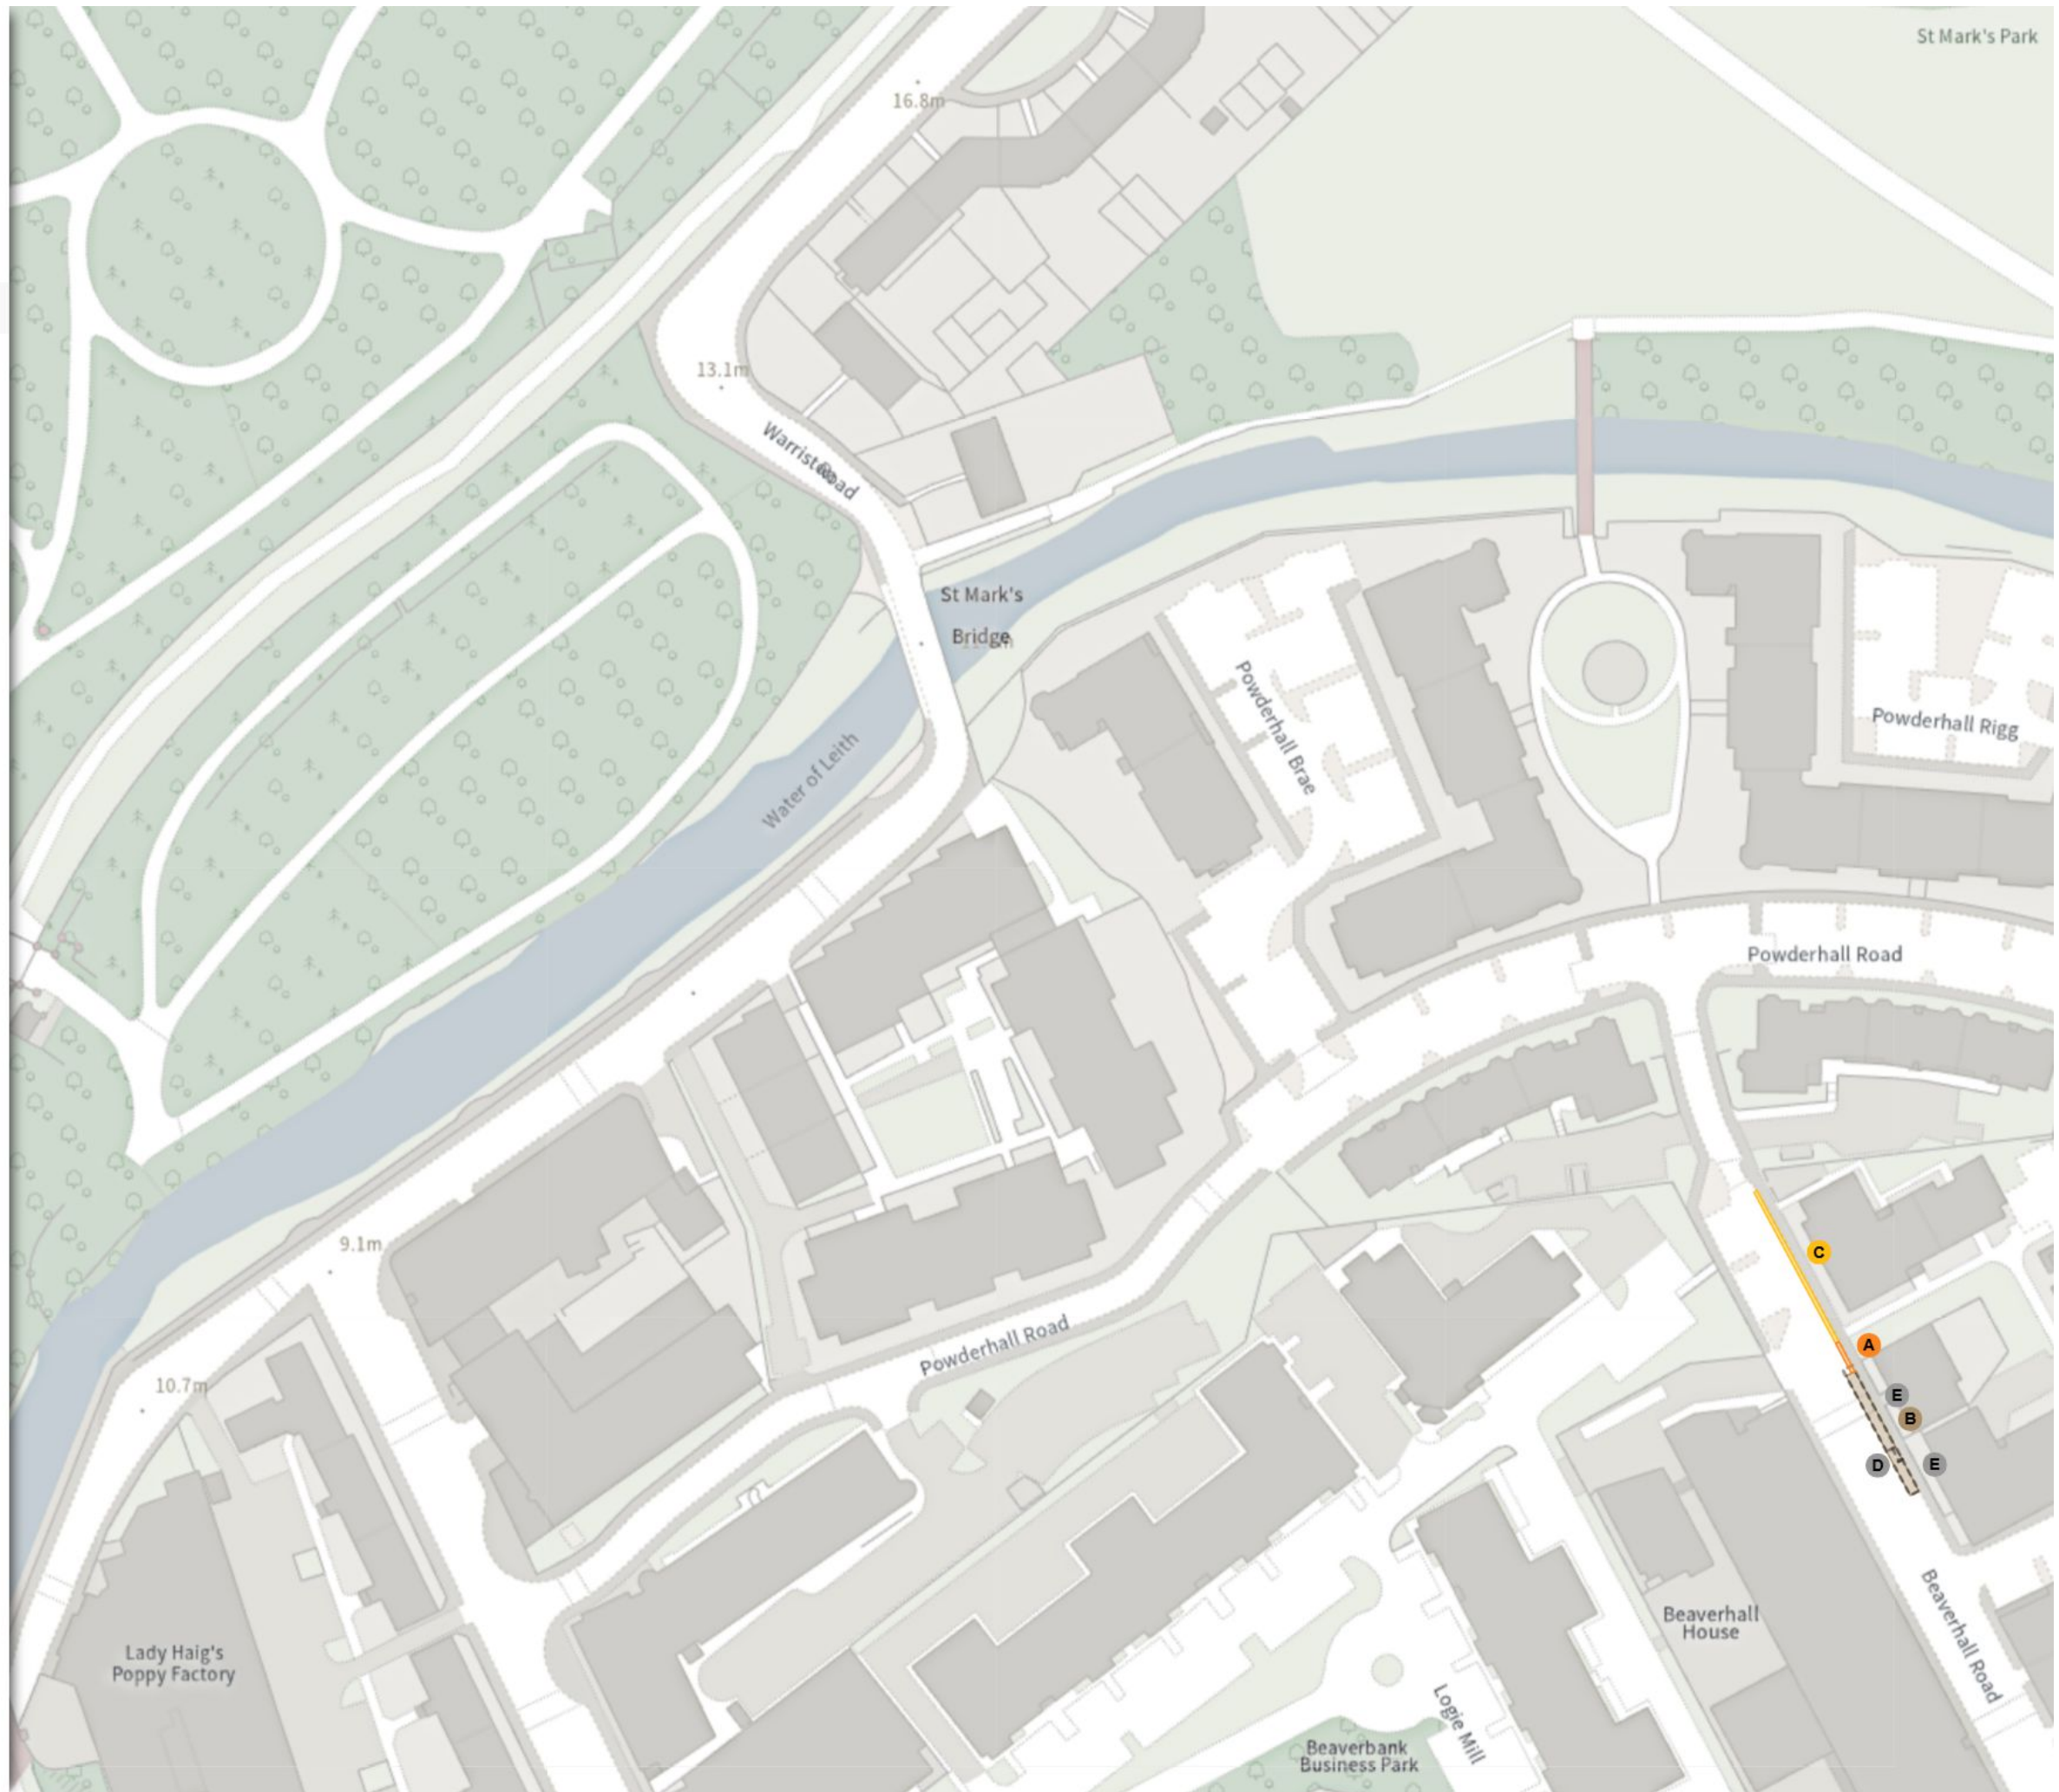 St Mark's Park
16.8m
13.1m
Warriston Road
St Mark's
Bridge
Powderhall Brae
Powderhall Rigg
Water of Leith
Powderhall Road
C
9.1m
Powderhall Road
A
10.7m
E
B
D
E
Beaverhall
House
Beaverhall Road
Lady Haig's
Poppy Factory
Logie Mill
Beaverbank
Business Park